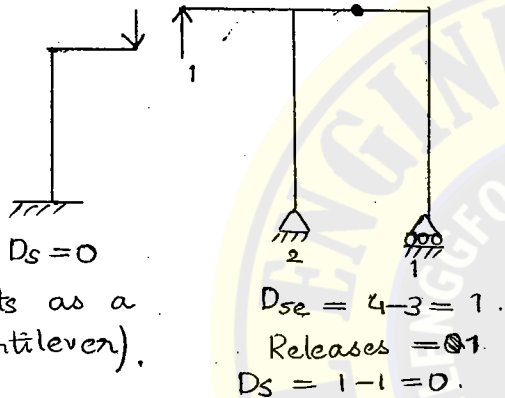 1
2
1
Ds = 0
ts as a
ntilever).
Dse = 4-3 = 1.
Releases = 1
Ds = 1-1 = 0.